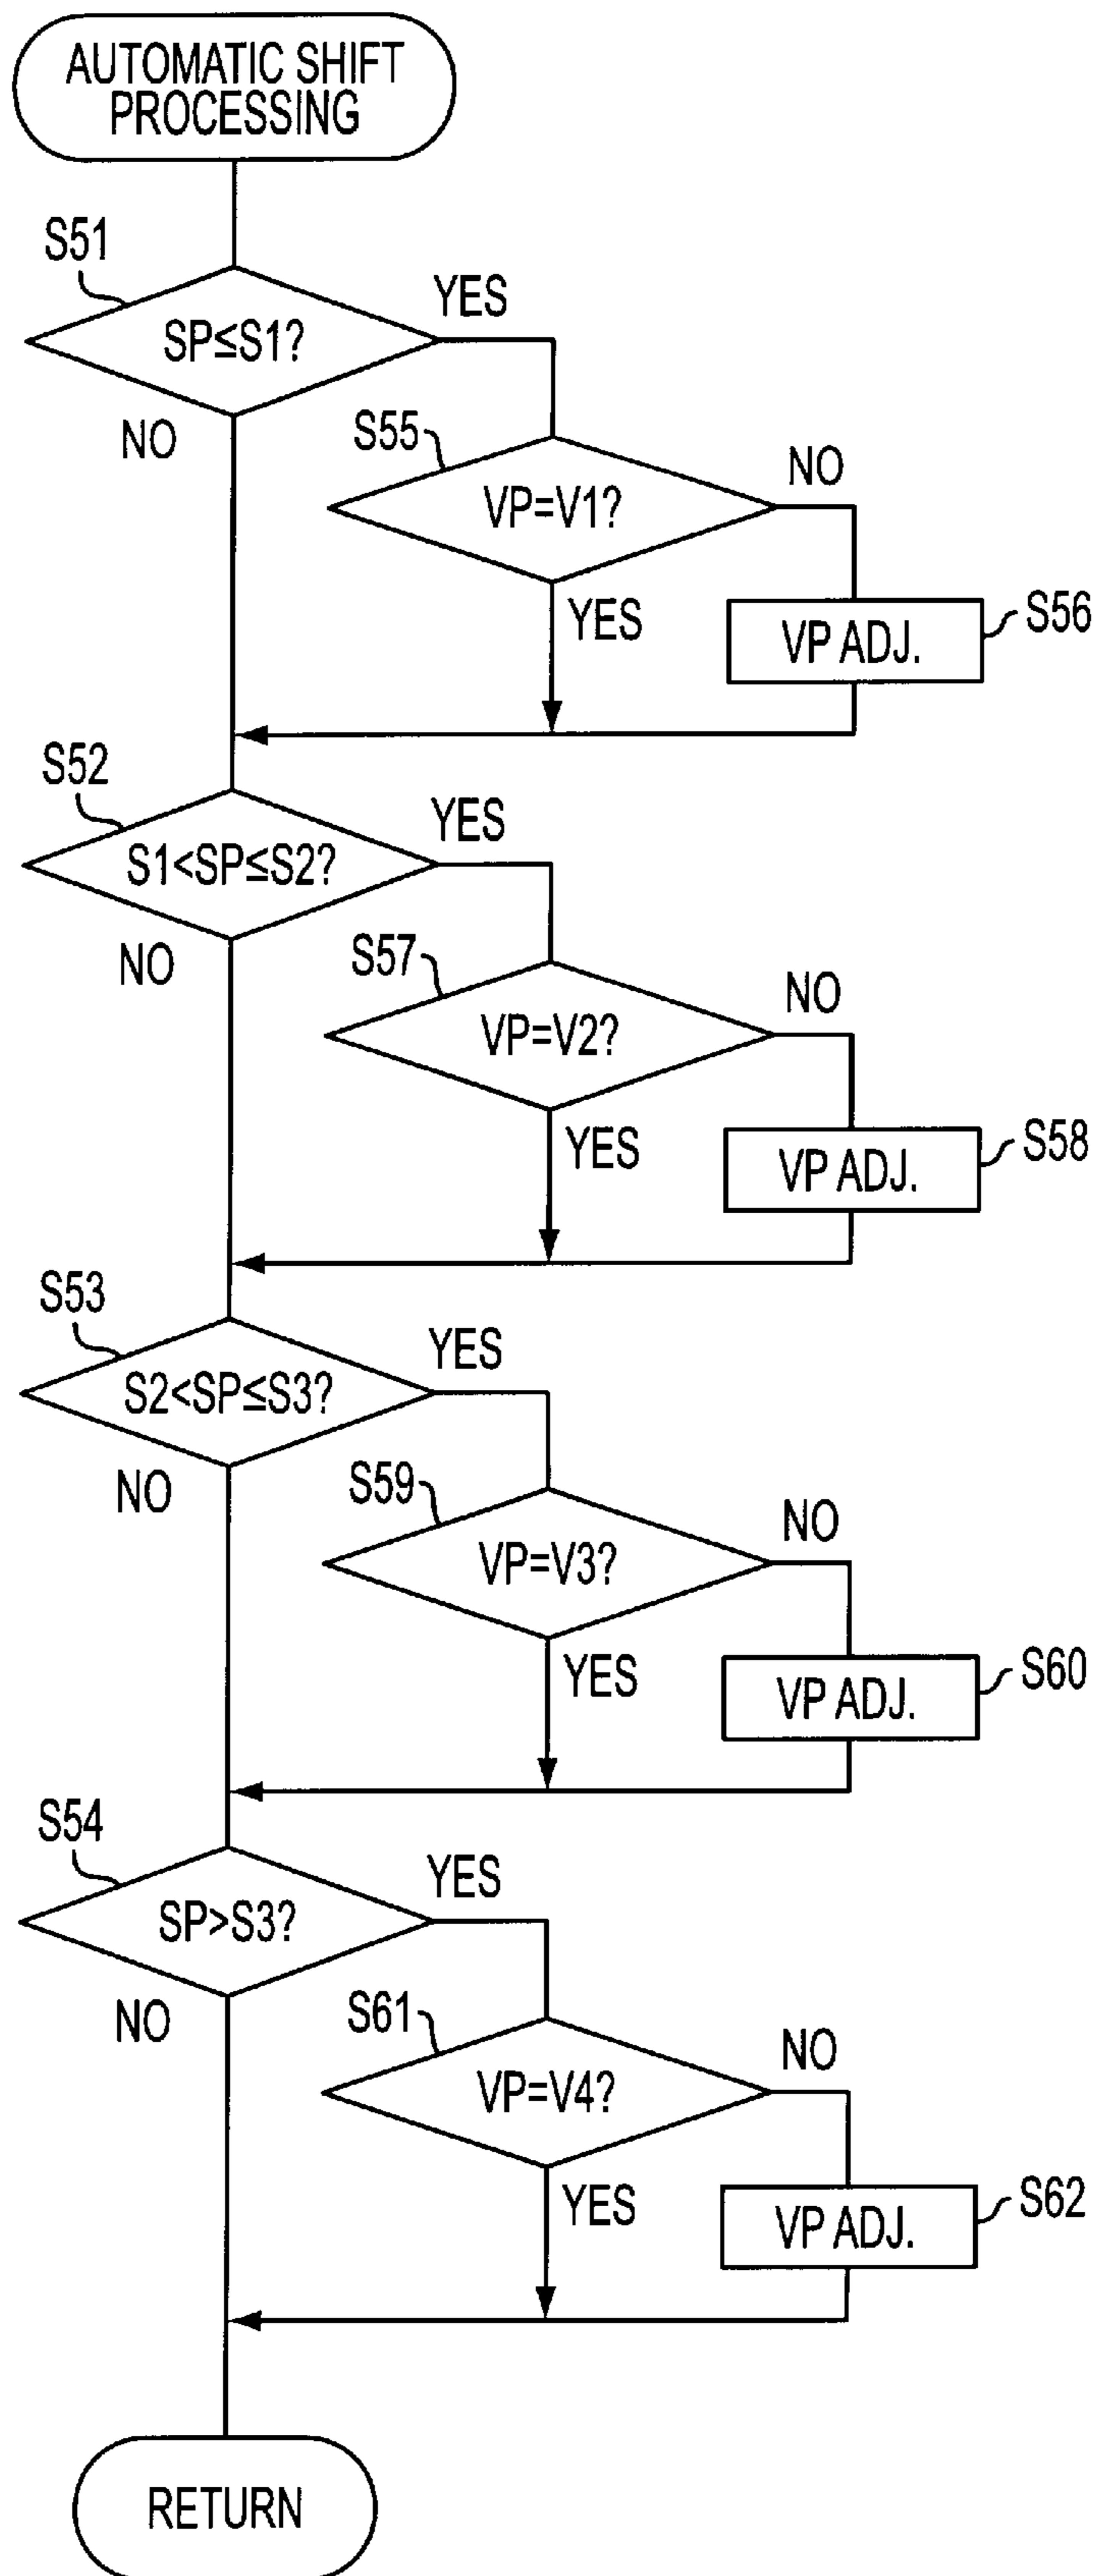 AUTOMATIC SHIFT
PROCESSING
S51
SP≤S1?
YES
NO
S55
VP=V1?
NO
YES
VP ADJ.
S56
S52
S1<SP≤S2?
YES
NO
S57
VP=V2?
NO
YES
VP ADJ.
S58
S53
S2<SP≤S3?
YES
NO
S59
VP=V3?
NO
YES
VP ADJ.
S60
S54
SP>S3?
YES
NO
S61
VP=V4?
NO
YES
VP ADJ.
S62
RETURN